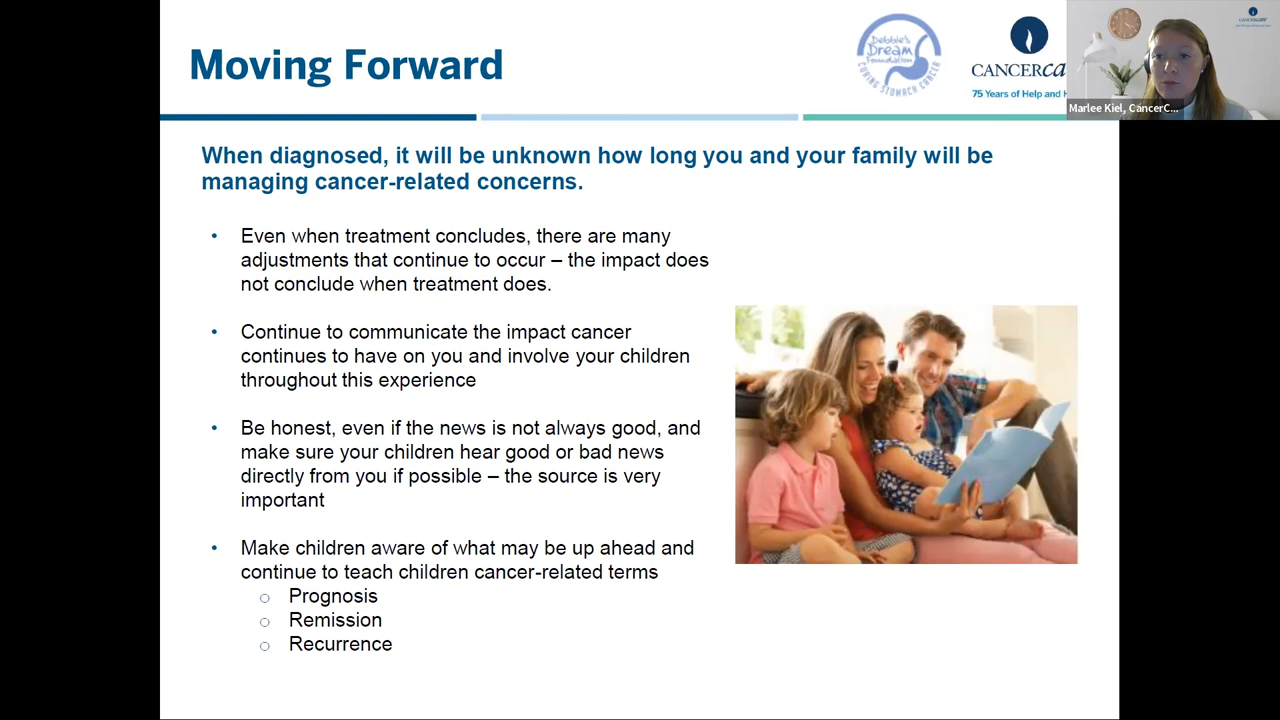 Moving Forward
Debbie's
Dream
Foundation
CURING STOMACH CANCER
CANCERca
75 Years of Help and H
Marlee Kiel, CancerC...
When diagnosed, it will be unknown how long you and your family will be
managing cancer-related concerns.
• Even when treatment concludes, there are many
adjustments that continue to occur – the impact does
not conclude when treatment does.
• Continue to communicate the impact cancer
continues to have on you and involve your children
throughout this experience
• Be honest, even if the news is not always good, and
make sure your children hear good or bad news
directly from you if possible – the source is very
important
• Make children aware of what may be up ahead and
continue to teach children cancer-related terms
○ Prognosis
○ Remission
○ Recurrence